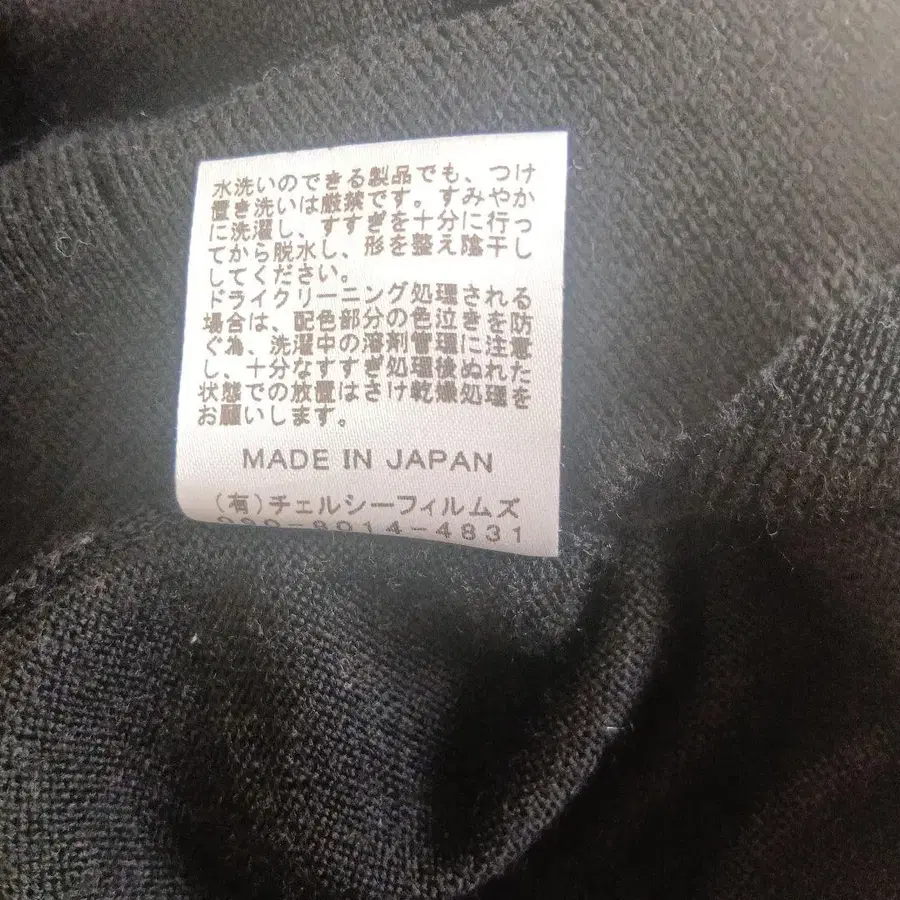 水洗いのできる製品でも、つけ
置き洗いは厳禁です。すみやか
に洗濯し、すすぎを十分に行っ
てから脱水し、形を整え陰干し
してください。
ドライクリーニング処理される
場合は、配色部分の色泣きを防
ぐ為、洗濯中の溶剤管理に注意
し、十分なすすぎ処理後ぬれた
状態での放置はさけ乾燥処理を
お願いします。
MADE IN JAPAN
(有)チェルシーフィルムズ
230-8014-4831